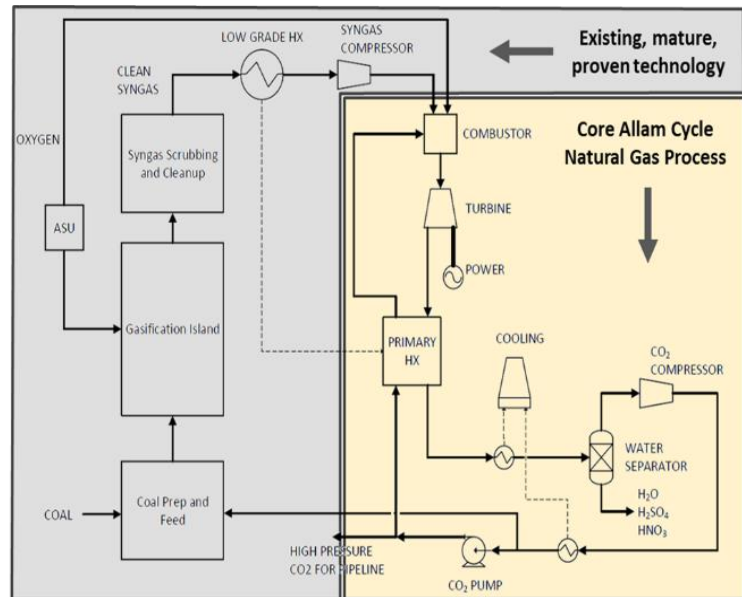 SYNGAS
COMPRESSOR
LOW GRADE HX
Existing, mature,
proven technology
CLEAN
SYNGAS
OXYGEN
COMBUSTOR
Core Allam Cycle
Natural Gas Process
Syngas Scrubbing
and Cleanup
TURBINE
ASU
POWER
Gasification Island
PRIMARY
HX
COOLING
CO₂
COMPRESSOR
WATER
SEPARATOR
H₂O
H₂SO₄
HNO₃
COAL
Coal Prep and
Feed
HIGH PRESSURE
CO2 FOR PIPELINE
CO₂ PUMP